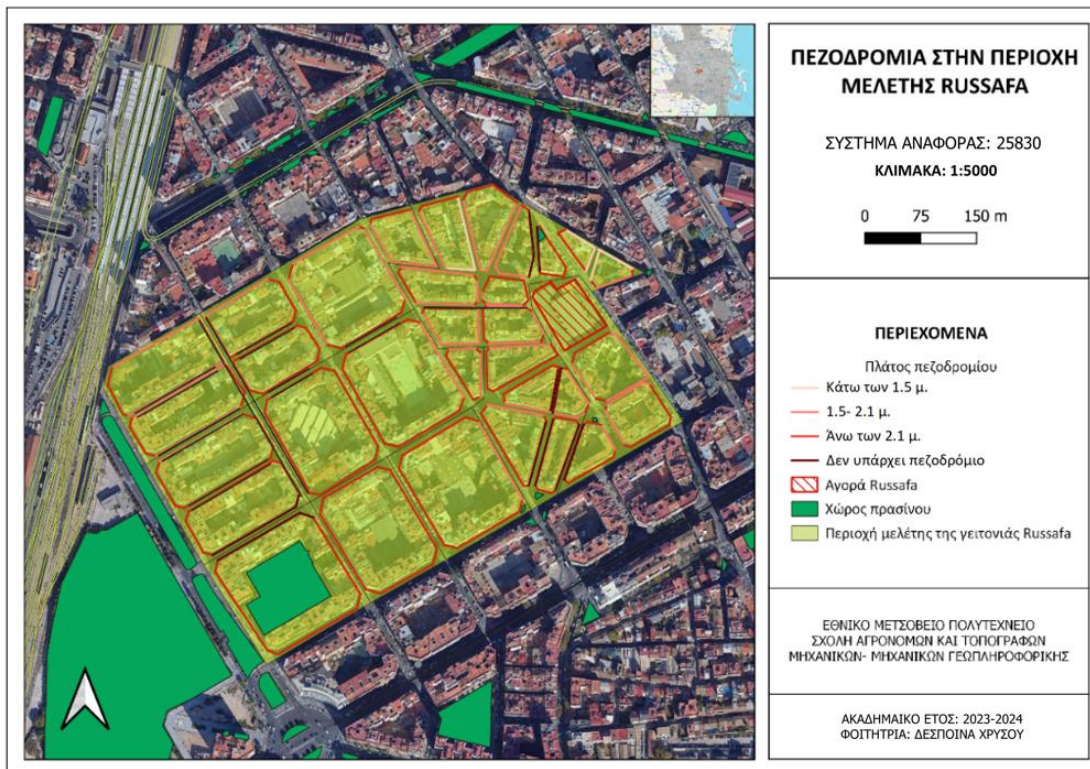 ΠΕΖΟΔΡΟΜΙΑ ΣΤΗΝ ΠΕΡΙΟΧΗ
ΜΕΛΕΤΗΣ RUSSAFA
ΣΥΣΤΗΜΑ ΑΝΑΦΟΡΑΣ: 25830
ΚΛΙΜΑΚΑ: 1:5000
0 75 150 m
ΠΕΡΙΕΧΟΜΕΝΑ
Πλάτος πεζοδρομίου
Κάτω των 1.5 μ.
1.5- 2.1 μ.
Άνω των 2.1 μ.
Δεν υπάρχει πεζοδρόμιο
Αγορά Russafa
Χώρος πρασίνου
Περιοχή μελέτης της γειτονιάς Russafa
ΕΘΝΙΚΟ ΜΕΤΣΟΒΕΙΟ ΠΟΛΥΤΕΧΝΕΙΟ
ΣΧΟΛΗ ΑΓΡΟΝΟΜΩΝ ΚΑΙ ΤΟΠΟΓΡΑΦΩΝ
ΜΗΧΑΝΙΚΩΝ- ΜΗΧΑΝΙΚΩΝ ΓΕΩΠΛΗΡΟΦΟΡΙΚΗΣ
ΑΚΑΔΗΜΑΙΚΟ ΕΤΟΣ: 2023-2024
ΦΟΙΤΗΤΡΙΑ: ΔΕΣΠΟΙΝΑ ΧΡΥΣΟΥ